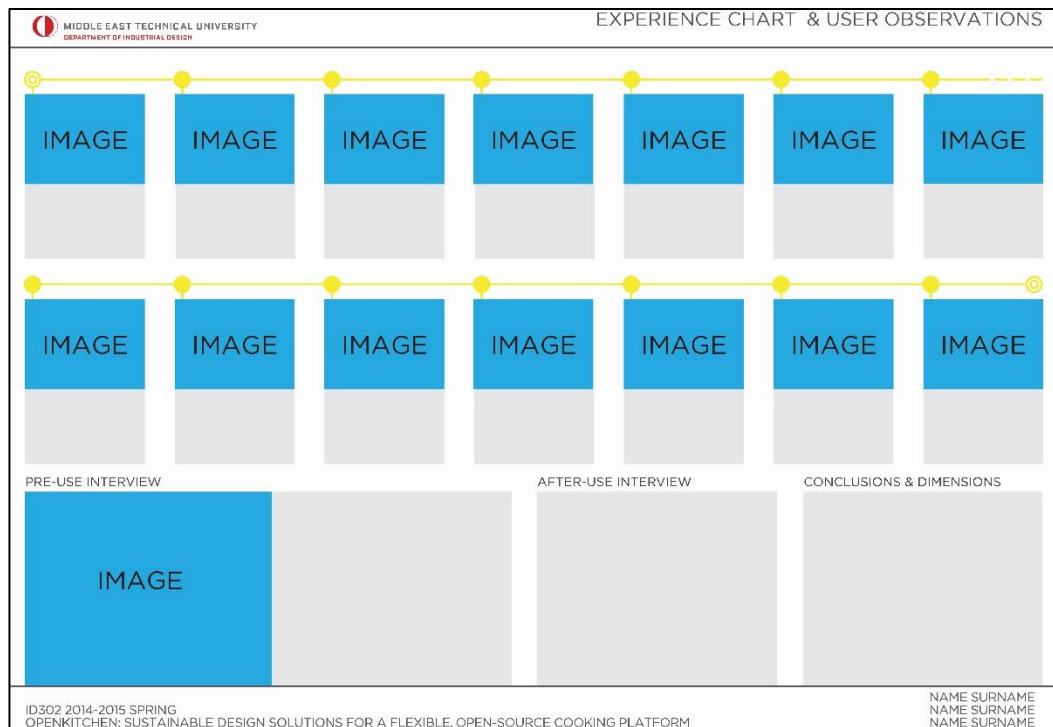 MIDDLE EAST TECHNICAL UNIVERSITY
DEPARTMENT OF INDUSTRIAL DESIGN
EXPERIENCE CHART & USER OBSERVATIONS
IMAGE IMAGE IMAGE IMAGE IMAGE IMAGE IMAGE
IMAGE IMAGE IMAGE IMAGE IMAGE IMAGE IMAGE
PRE-USE INTERVIEW
AFTER-USE INTERVIEW
CONCLUSIONS & DIMENSIONS
IMAGE
ID302 2014-2015 SPRING
OPENKITCHEN: SUSTAINABLE DESIGN SOLUTIONS FOR A FLEXIBLE, OPEN-SOURCE COOKING PLATFORM
NAME SURNAME
NAME SURNAME
NAME SURNAME